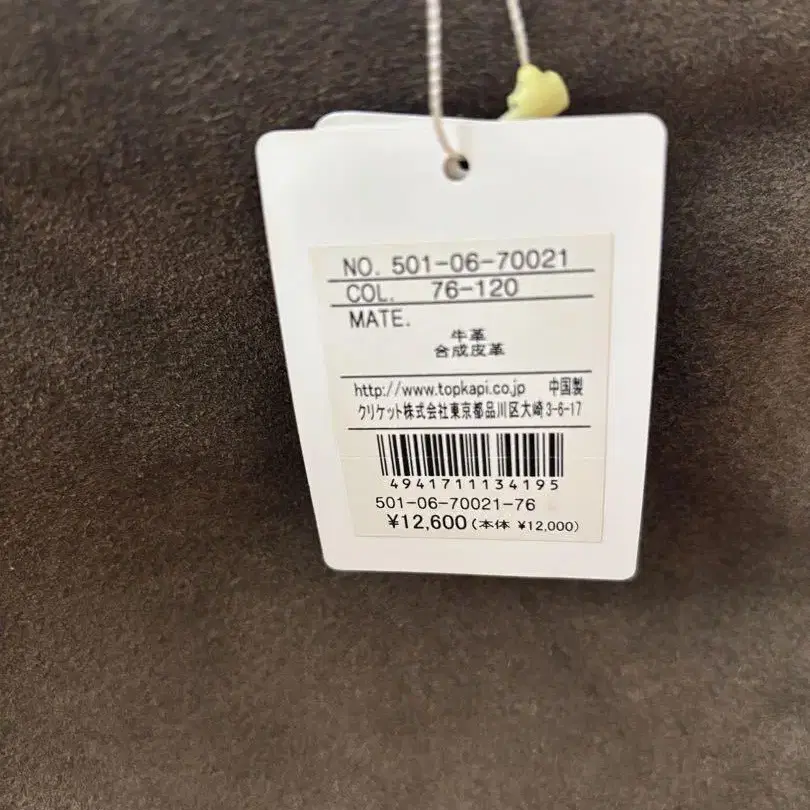 NO. 501-06-70021
COL. 76-120
MATE.
牛革
合成皮革
http://www.topkapi.co.jp 中国製
クリケット株式会社東京都品川区大崎3-6-17
4941711134195
501-06-70021-76
¥12,600(本体 ¥12,000)